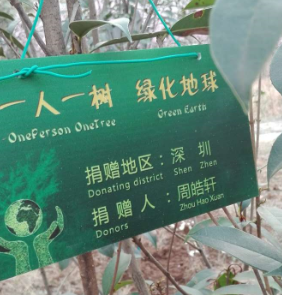 一人一树 绿化地球
OnePerson OneTree Green Earth
捐赠地区：深 圳
Donating district Shen Zhen
捐 赠 人：周皓轩
Donors Zhou Hao Xuan